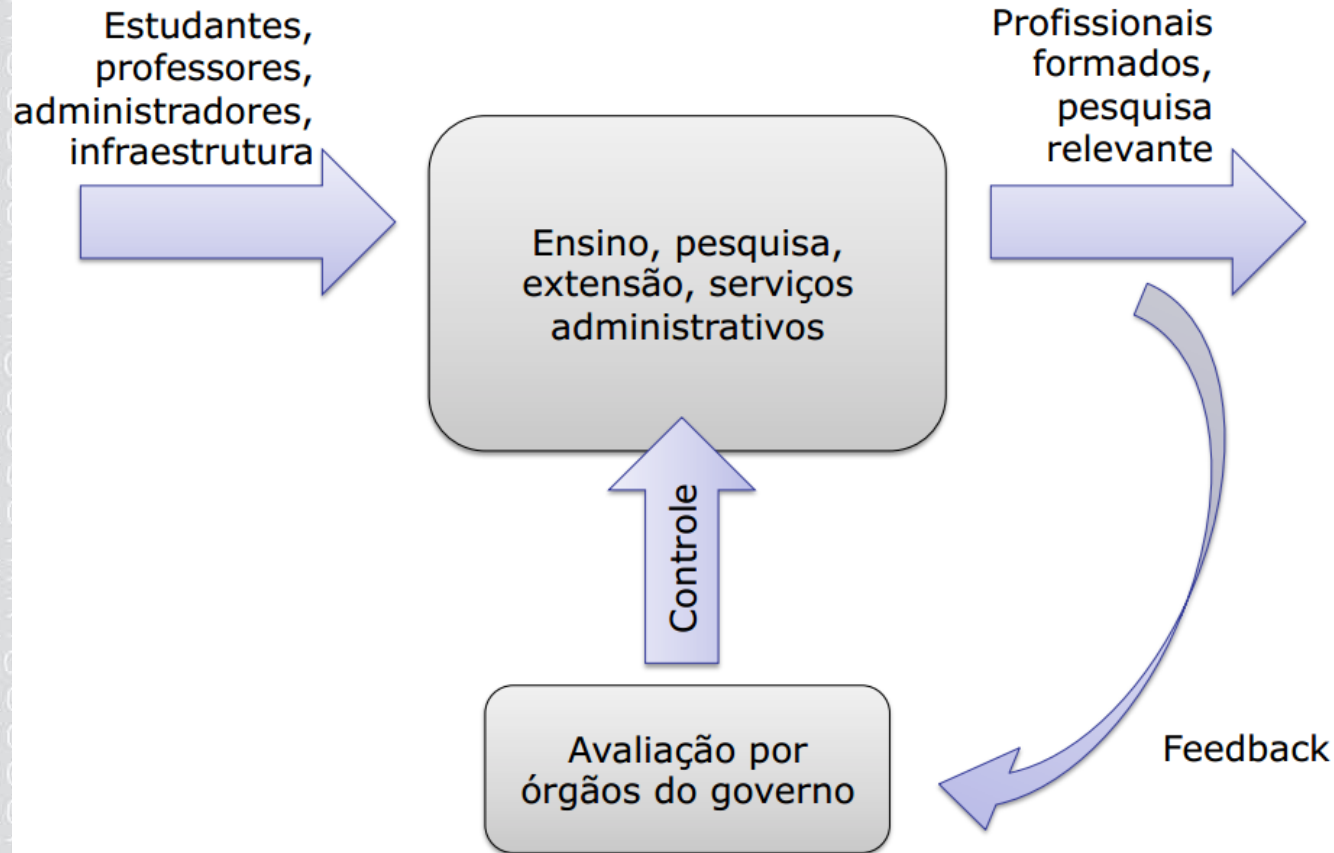 Estudantes,
professores,
administradores,
infraestrutura
Profissionais
formados,
pesquisa
relevante
Ensino, pesquisa,
extensão, serviços
administrativos
Controle
Avaliação por
órgãos do governo
Feedback